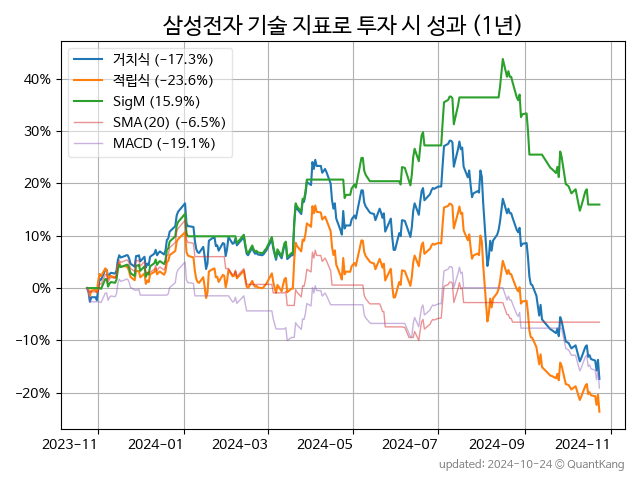 삼성전자 기술 지표로 투자 시 성과 (1년)
거치식 (−17.3%)
적립식 (−23.6%)
SigM (15.9%)
SMA(20) (−6.5%)
MACD (−19.1%)
40%
30%
20%
10%
0%
−10%
−20%
2023−11 2024−01 2024−03 2024−05 2024−07 2024−09 2024−11
updated: 2024-10-24 © QuantKang